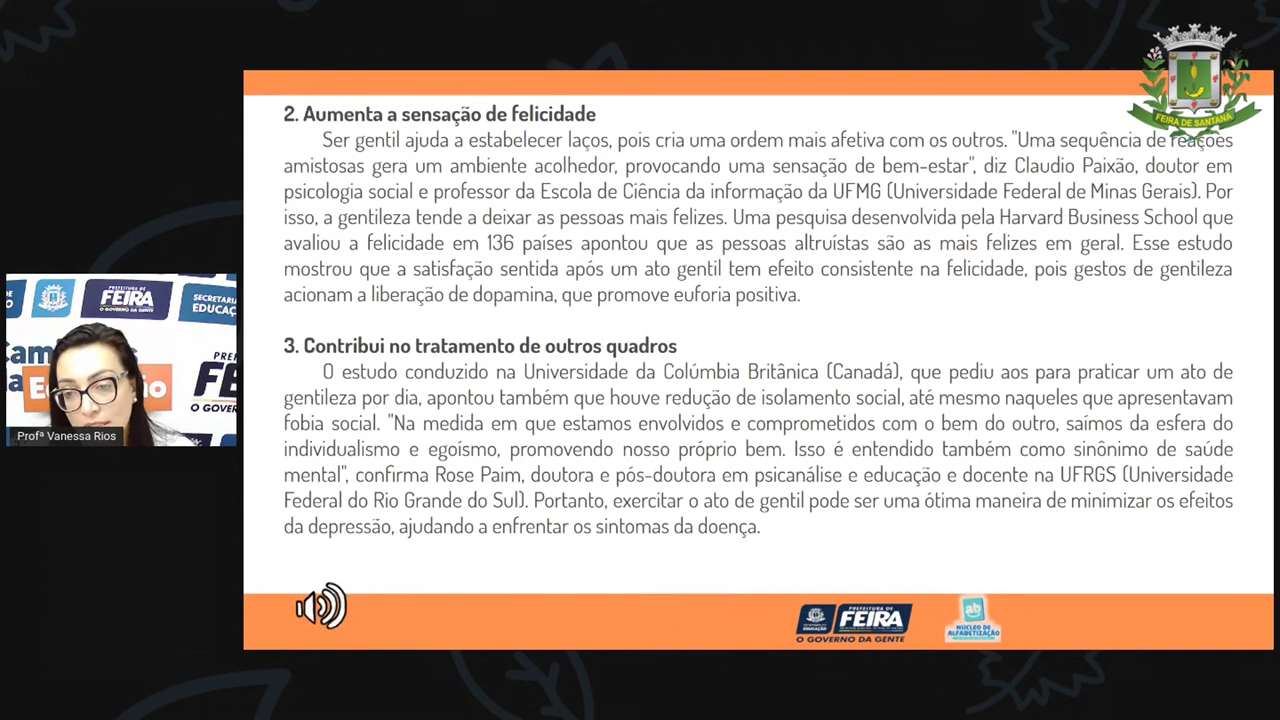 FEIRA DE SANTANA
2. Aumenta a sensação de felicidade
Ser gentil ajuda a estabelecer laços, pois cria uma ordem mais afetiva com os outros. "Uma sequência de reações
amistosas gera um ambiente acolhedor, provocando uma sensação de bem-estar", diz Claudio Paixão, doutor em
psicologia social e professor da Escola de Ciência da informação da UFMG (Universidade Federal de Minas Gerais). Por
isso, a gentileza tende a deixar as pessoas mais felizes. Uma pesquisa desenvolvida pela Harvard Business School que
avaliou a felicidade em 136 países apontou que as pessoas altruístas são as mais felizes em geral. Esse estudo
mostrou que a satisfação sentida após um ato gentil tem efeito consistente na felicidade, pois gestos de gentileza
acionam a liberação de dopamina, que promove euforia positiva.
3. Contribui no tratamento de outros quadros
O estudo conduzido na Universidade da Colúmbia Britânica (Canadá), que pediu aos para praticar um ato de
gentileza por dia, apontou também que houve redução de isolamento social, até mesmo naqueles que apresentavam
fobia social. "Na medida em que estamos envolvidos e comprometidos com o bem do outro, saímos da esfera do
individualismo e egoísmo, promovendo nosso próprio bem. Isso é entendido também como sinônimo de saúde
mental", confirma Rose Paim, doutora e pós-doutora em psicanálise e educação e docente na UFRGS (Universidade
Federal do Rio Grande do Sul). Portanto, exercitar o ato de gentil pode ser uma ótima maneira de minimizar os efeitos
da depressão, ajudando a enfrentar os sintomas da doença.
FEIRA
O GOVERNO DA GENTE
SECRETARIA
EDUCAÇ
PREF
FE
O GOVERN
Profª Vanessa Rios
PREFEITURA DE
FEIRA
EDUCAÇÃO
O GOVERNO DA GENTE
ab
NÚCLEO DE
ALFABETIZAÇÃO